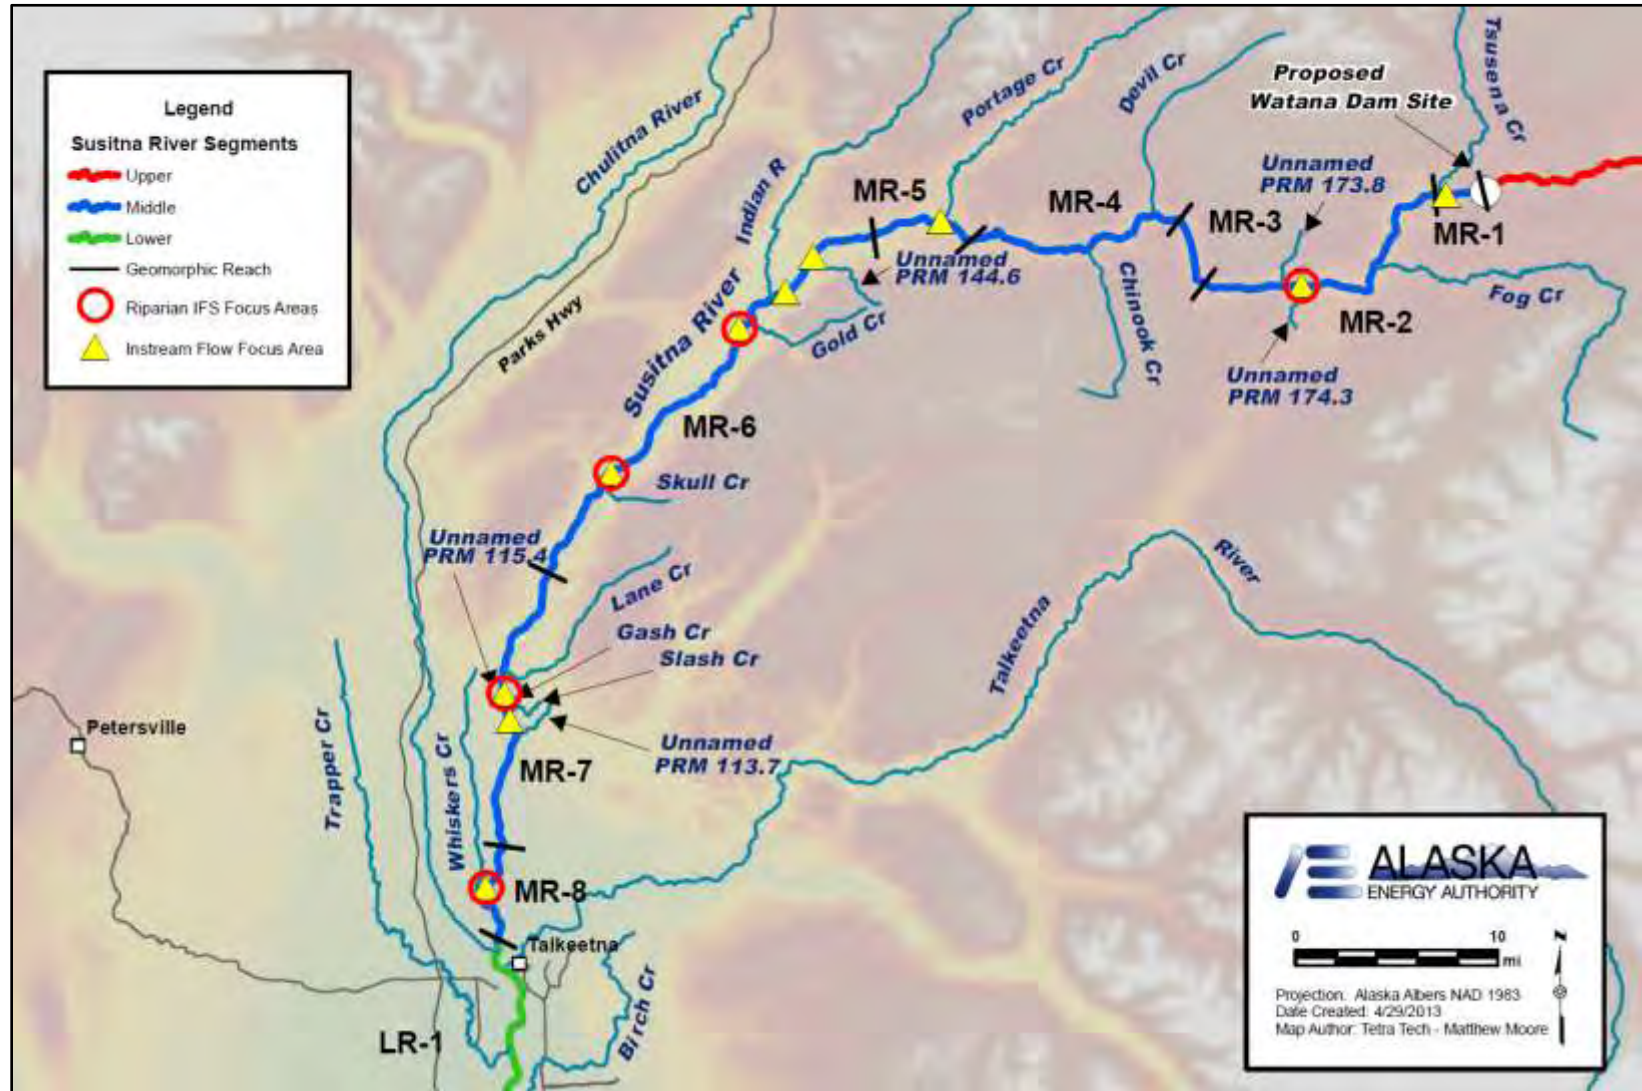 Legend
Susitna River Segments
Upper
Middle
Lower
Geomorphic Reach
Riparian IFS Focus Areas
Instream Flow Focus Area
Chulitna River
Parks Hwy
Susitna River
Indian R
Portage Cr
Devil Cr
Tsusena Cr
Proposed
Watana Dam Site
Unnamed
PRM 173.8
MR-5
MR-4
MR-3
MR-1
Unnamed
PRM 144.6
Gold Cr
Chinook Cr
Fog Cr
MR-2
Unnamed
PRM 174.3
MR-6
Skull Cr
Unnamed
PRM 115.4
Lane Cr
Gash Cr
Slash Cr
Talkeetna
River
Petersville
Trapper Cr
Whiskers Cr
Unnamed
PRM 113.7
MR-7
MR-8
Talkeetna
Birch Cr
LR-1
ALASKA
ENERGY AUTHORITY
0 10
mi
N
Projection: Alaska Albers NAD 1983
Date Created: 4/29/2013
Map Author: Tetra Tech - Matthew Moore